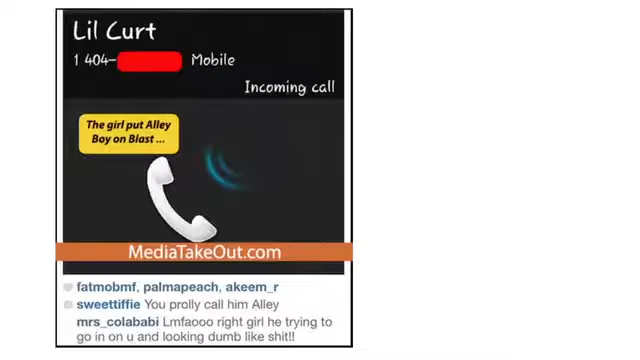 Lil Curt
1 404- Mobile
Incoming call
The girl put Alley
Boy on Blast ...
MediaTakeOut.com
fatmobmf, palmapeach, akeem_r
sweettiffie You prolly call him Alley
mrs_colababi Lmfaooo right girl he trying to
go in on u and looking dumb like shit!!